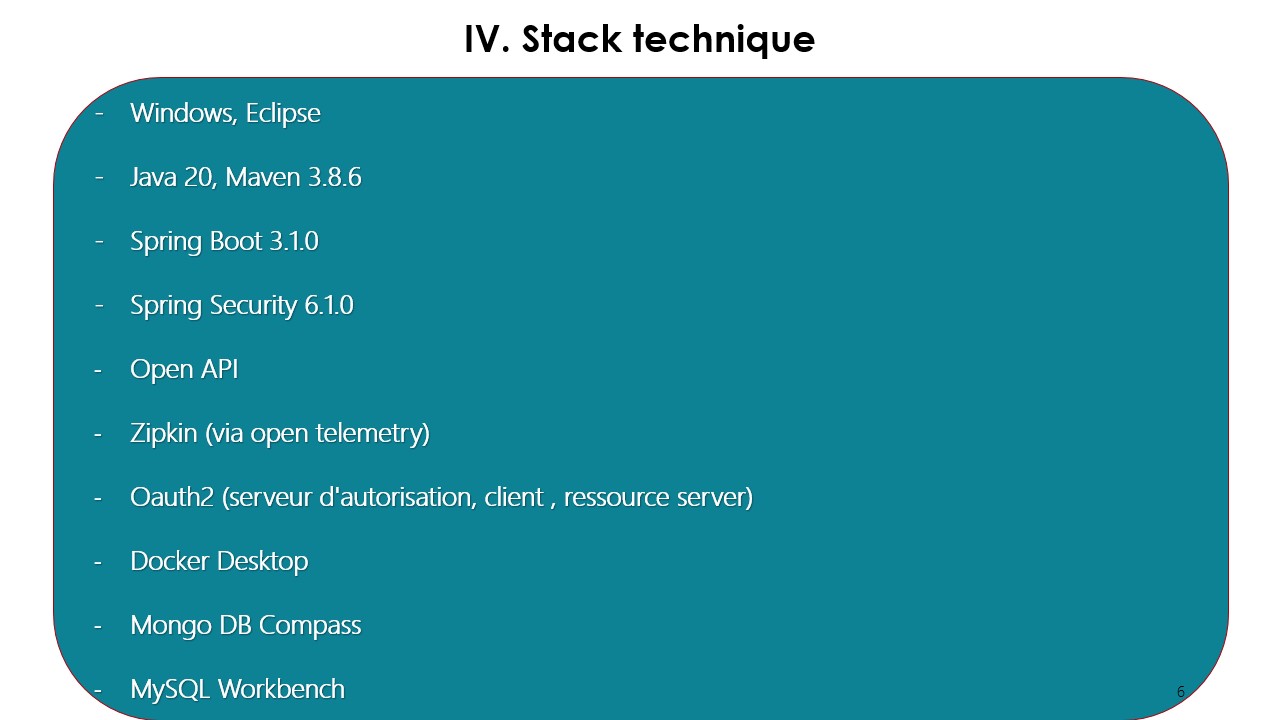 IV. Stack technique
- Windows, Eclipse
- Java 20, Maven 3.8.6
- Spring Boot 3.1.0
- Spring Security 6.1.0
- Open API
- Zipkin (via open telemetry)
- Oauth2 (serveur d'autorisation, client , ressource server)
- Docker Desktop
- Mongo DB Compass
- MySQL Workbench
6